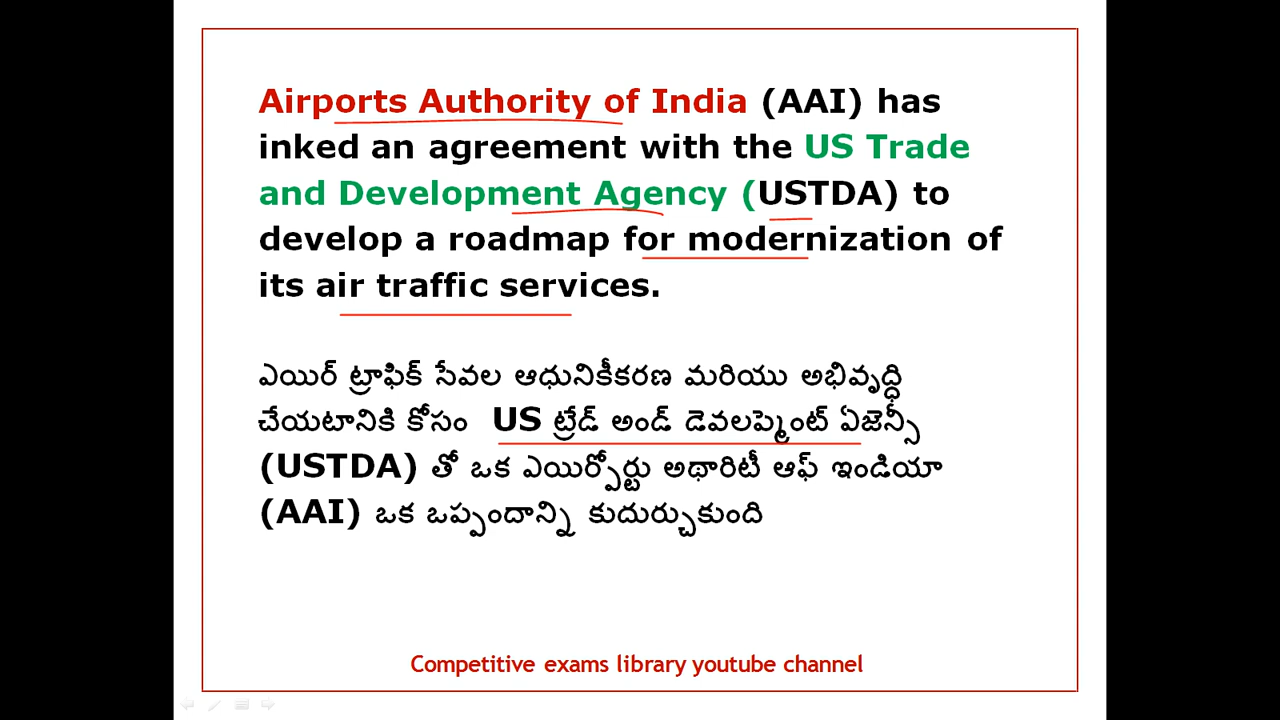 Airports Authority of India (AAI) has
inked an agreement with the US Trade
and Development Agency (USTDA) to
develop a roadmap for modernization of
its air traffic services.
ఎయిర్ ట్రాఫిక్ సేవల ఆధునికీకరణ మరియు అభివృద్ధి
చేయటానికి కోసం US ట్రేడ్ అండ్ డెవలప్మెంట్ ఏజెన్సీ
(USTDA) తో ఒక ఎయిర్పోర్టు అథారిటీ ఆఫ్ ఇండియా
(AAI) ఒక ఒప్పందాన్ని కుదుర్చుకుంది
Competitive exams library youtube channel